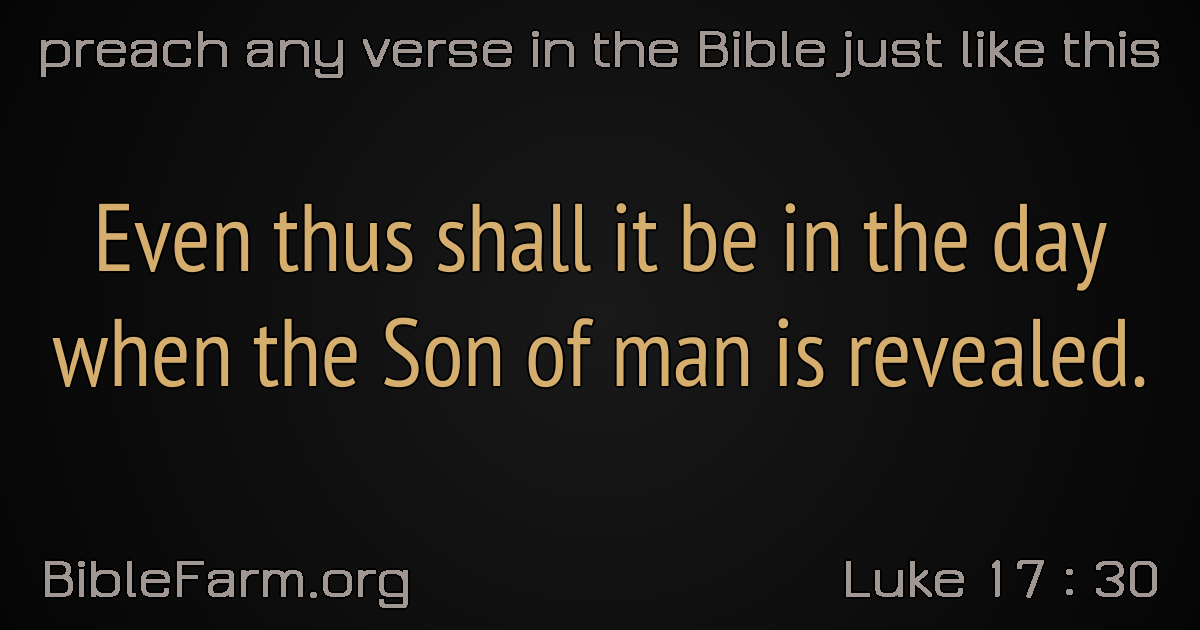 preach any verse in the Bible just like this
Even thus shall it be in the day
when the Son of man is revealed.
BibleFarm.org
Luke 17 : 30